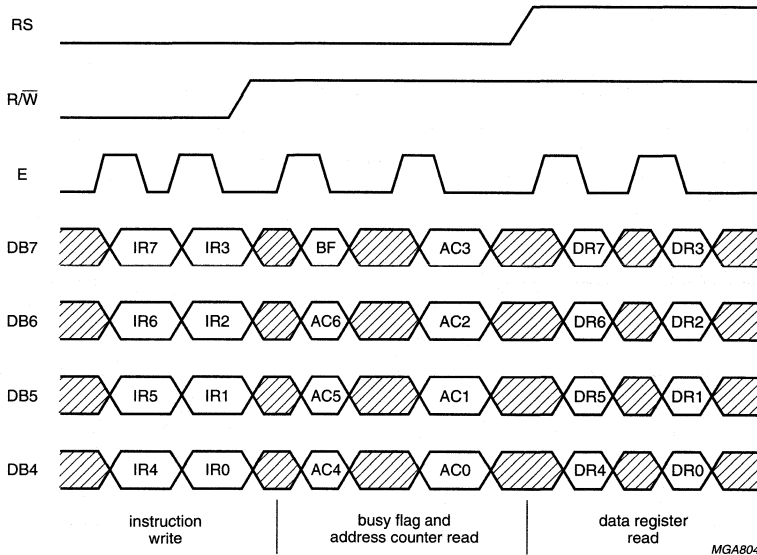 RS
R/W̅
E
DB7 IR7 IR3 BF AC3 DR7 DR3
DB6 IR6 IR2 AC6 AC2 DR6 DR2
DB5 IR5 IR1 AC5 AC1 DR5 DR1
DB4 IR4 IR0 AC4 AC0 DR4 DR0
instruction write
busy flag and address counter read
data register read
MGA804